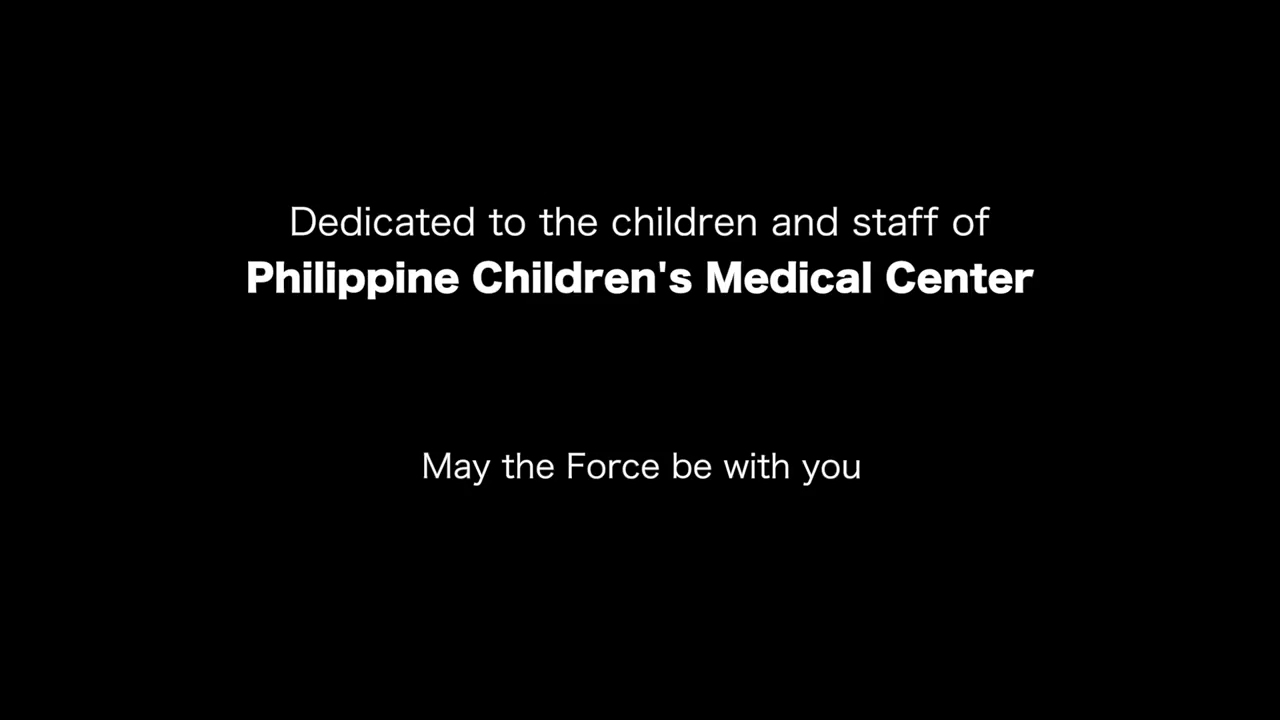 Dedicated to the children and staff of
Philippine Children's Medical Center
May the Force be with you